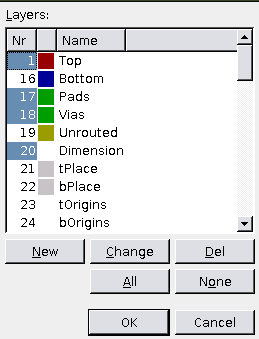 Layers:
Nr Name
1 Top
16 Bottom
17 Pads
18 Vias
19 Unrouted
20 Dimension
21 tPlace
22 bPlace
23 tOrigins
24 bOrigins
New Change Del
All None
OK Cancel